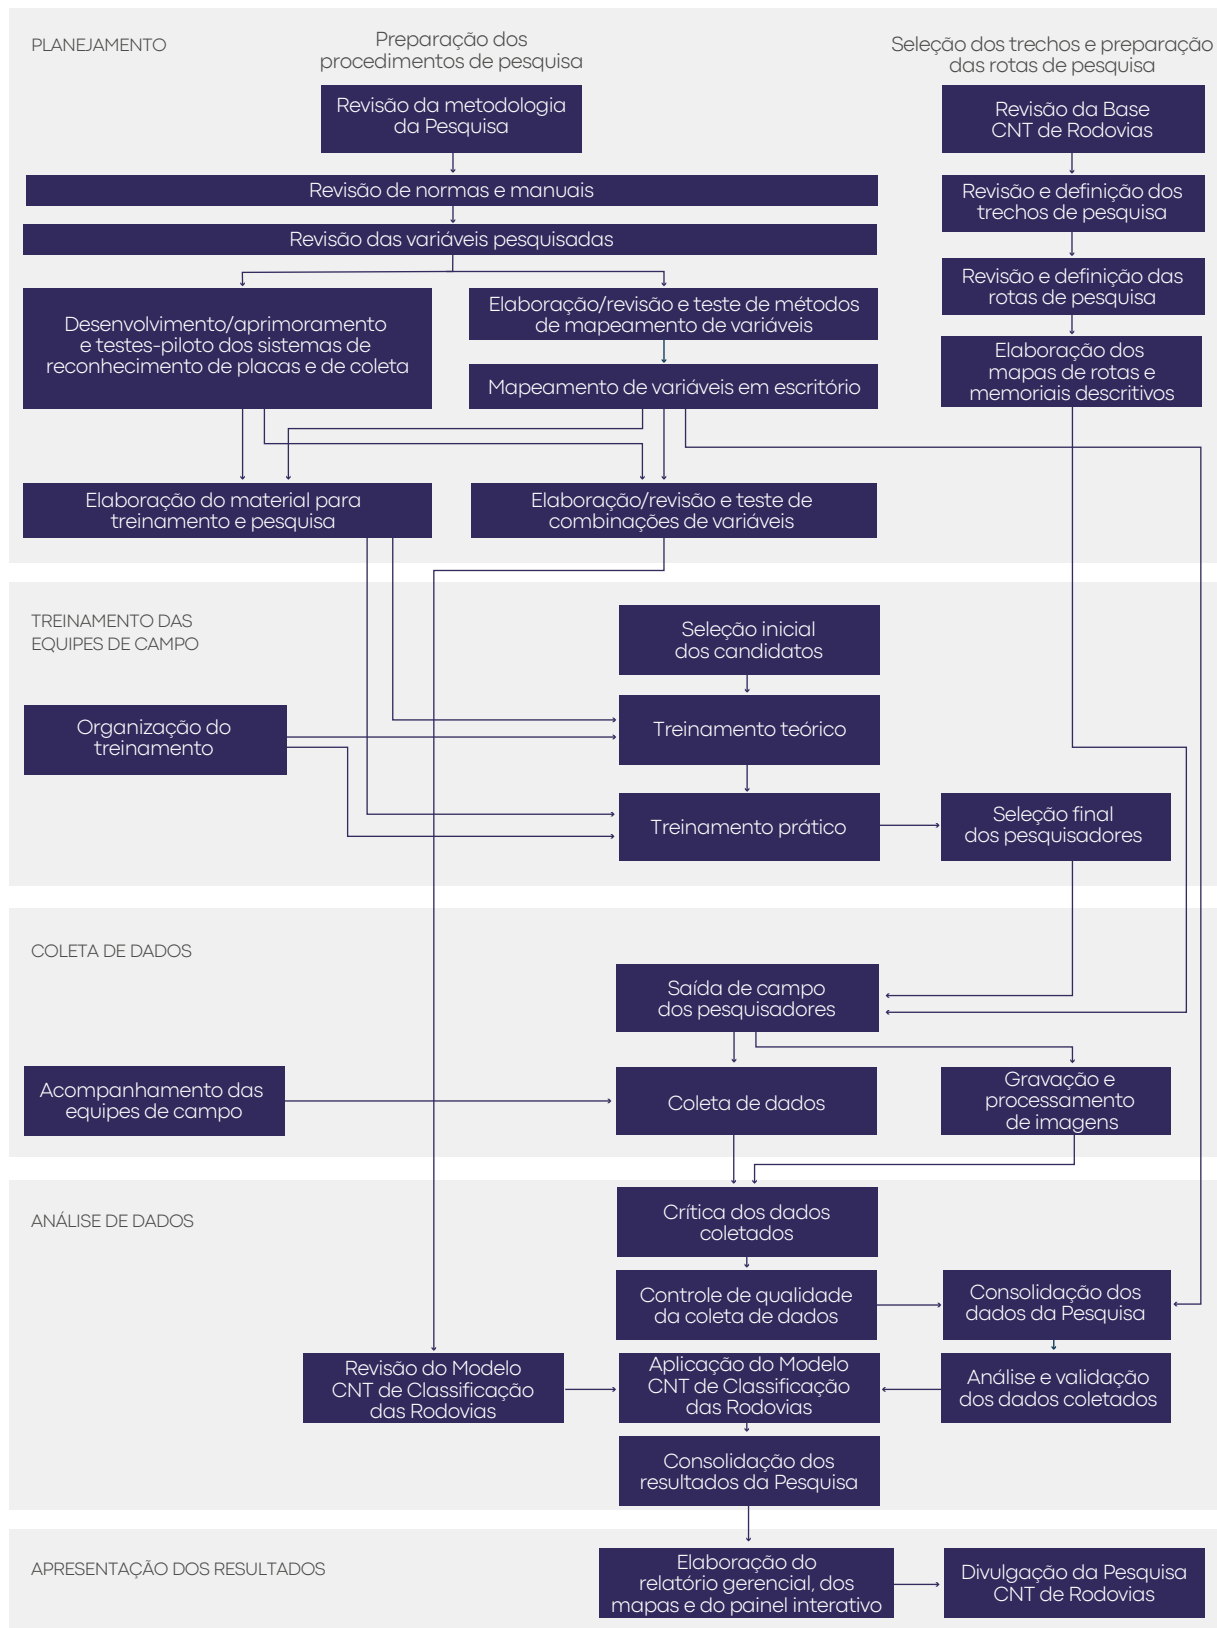 PLANEJAMENTO
Preparação dos
procedimentos de pesquisa
Seleção dos trechos e preparação
das rotas de pesquisa
Revisão da metodologia
da Pesquisa
Revisão da Base
CNT de Rodovias
Revisão de normas e manuais
Revisão e definição dos
trechos de pesquisa
Revisão das variáveis pesquisadas
Revisão e definição das
rotas de pesquisa
Desenvolvimento/aprimoramento
e testes-piloto dos sistemas de
reconhecimento de placas e de coleta
Elaboração/revisão e teste de métodos
de mapeamento de variáveis
Elaboração dos
mapas de rotas e
memoriais descritivos
Mapeamento de variáveis em escritório
Elaboração do material para
treinamento e pesquisa
Elaboração/revisão e teste de
combinações de variáveis
TREINAMENTO DAS
EQUIPES DE CAMPO
Seleção inicial
dos candidatos
Organização do
treinamento
Treinamento teórico
Treinamento prático
Seleção final
dos pesquisadores
COLETA DE DADOS
Saída de campo
dos pesquisadores
Acompanhamento das
equipes de campo
Coleta de dados
Gravação e
processamento
de imagens
ANÁLISE DE DADOS
Crítica dos dados
coletados
Controle de qualidade
da coleta de dados
Consolidação dos
dados da Pesquisa
Revisão do Modelo
CNT de Classificação
das Rodovias
Aplicação do Modelo
CNT de Classificação
das Rodovias
Análise e validação
dos dados coletados
Consolidação dos
resultados da Pesquisa
APRESENTAÇÃO DOS RESULTADOS
Elaboração do
relatório gerencial, dos
mapas e do painel interativo
Divulgação da Pesquisa
CNT de Rodovias